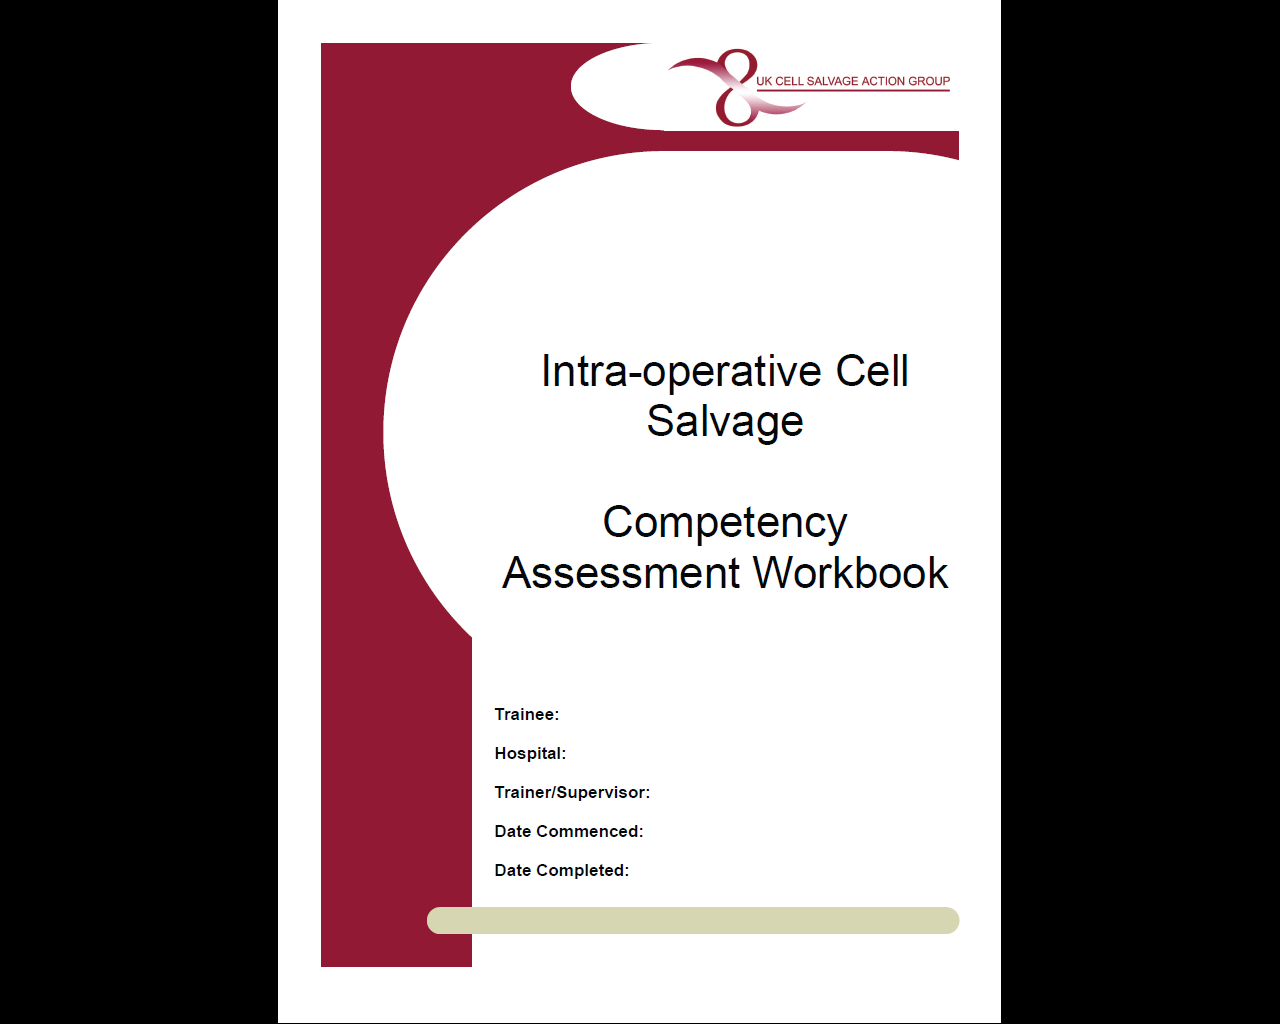 UK CELL SALVAGE ACTION GROUP
Intra-operative Cell
Salvage
Competency
Assessment Workbook
Trainee:
Hospital:
Trainer/Supervisor:
Date Commenced:
Date Completed: